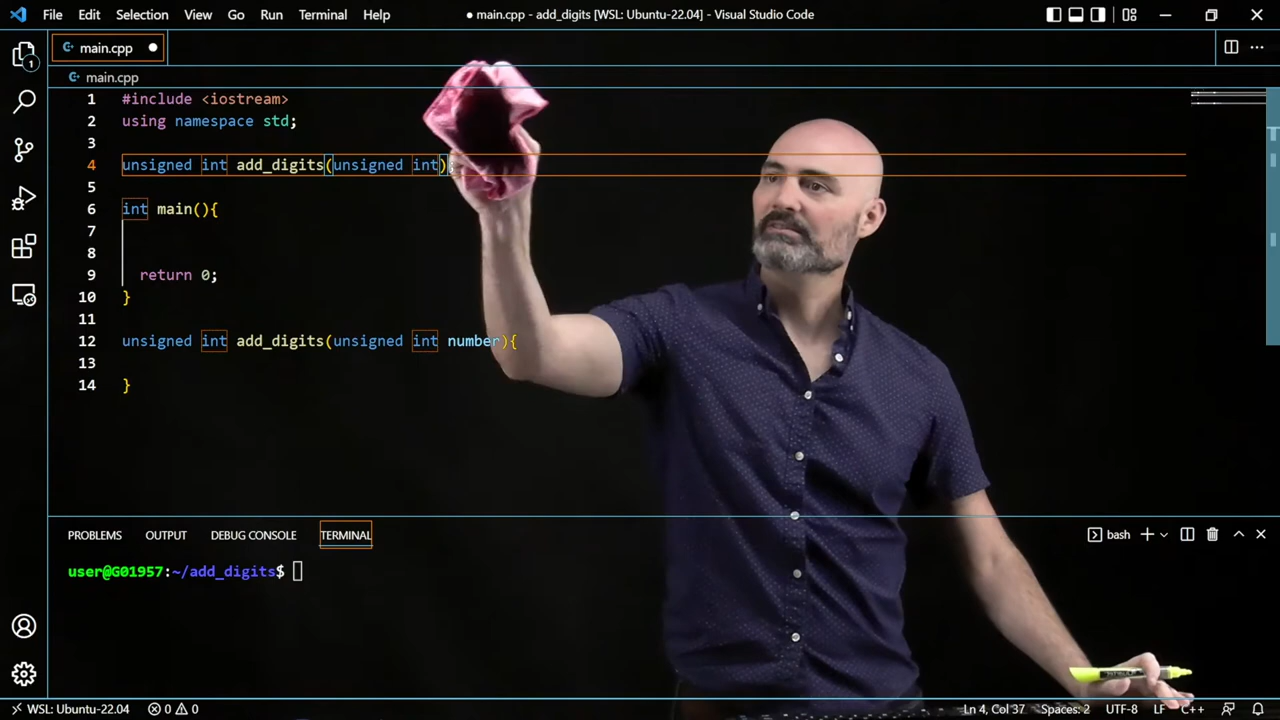 File Edit Selection View Go Run Terminal Help
main.cpp - add_digits [WSL: Ubuntu-22.04] - Visual Studio Code
main.cpp
main.cpp
1 #include <iostream>
2 using namespace std;
3
4 unsigned int add_digits(unsigned int);
5
6 int main(){
7
8
9 return 0;
10 }
11
12 unsigned int add_digits(unsigned int number){
13
14 }
PROBLEMS OUTPUT DEBUG CONSOLE TERMINAL
bash
user@G01957:~/add_digits$
1
WSL: Ubuntu-22.04 0 0 Ln 4, Col 37 Spaces: 2 UTF-8 LF C++